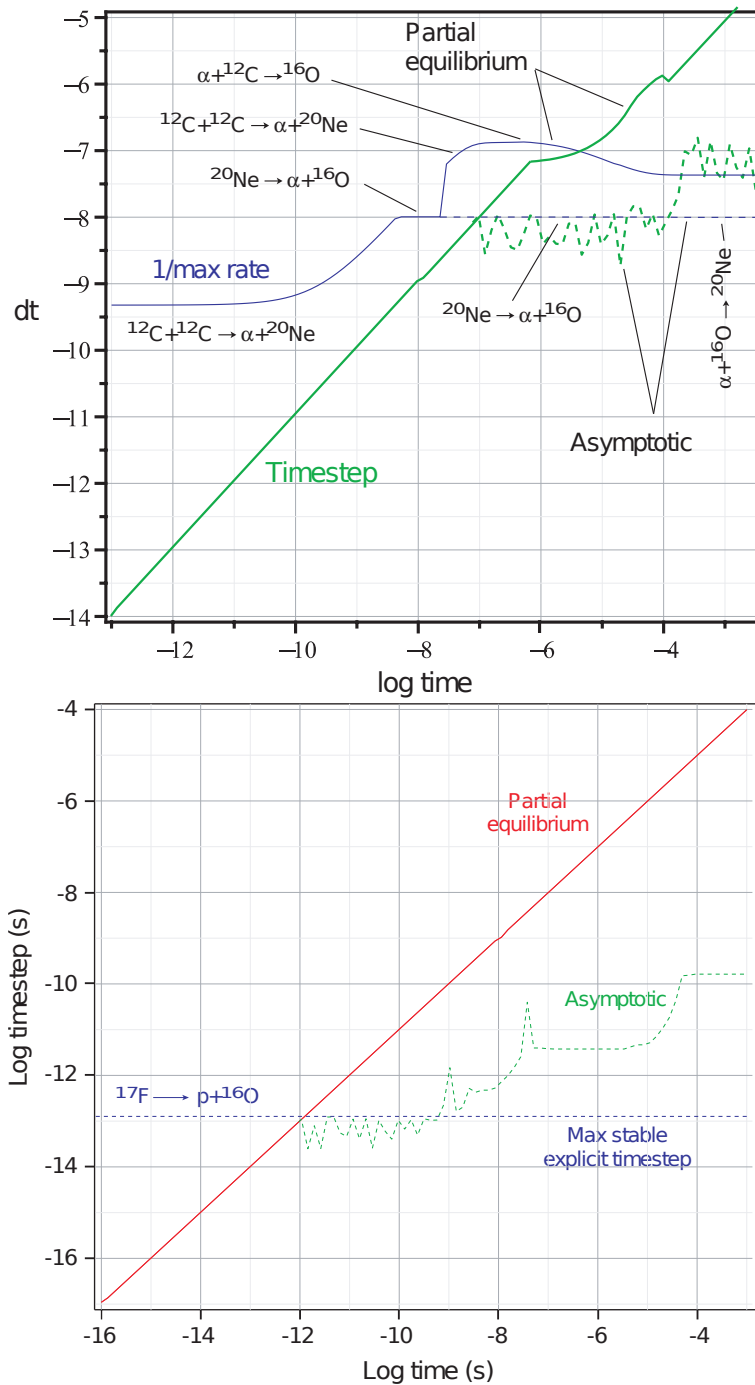 −5
Partial
equilibrium
α+¹²C → ¹⁶O
−6
¹²C+¹²C → α+²⁰Ne
−7
²⁰Ne → α+¹⁶O
−8
1/max rate
−9
dt
¹²C+¹²C → α+²⁰Ne
²⁰Ne → α+¹⁶O
α+¹⁶O → ²⁰Ne
−10
−11
Asymptotic
Timestep
−12
−13
−14
−12 −10 −8 −6 −4
log time
-4
Partial
equilibrium
-6
-8
Log timestep (s)
-10
Asymptotic
-12
¹⁷F → p+¹⁶O
Max stable
explicit timestep
-14
-16
-16 -14 -12 -10 -8 -6 -4
Log time (s)